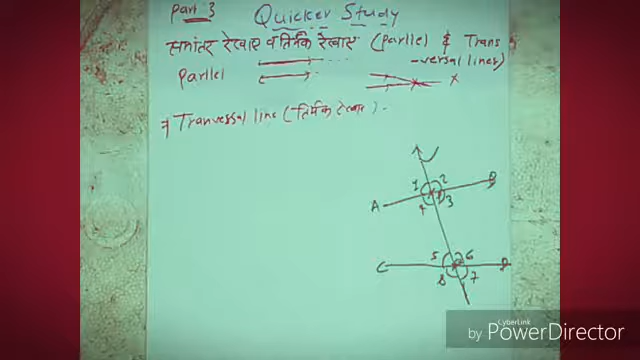 Part 3
Quicker Study
समांतर रेखाए व तिर्यक रेखाए (Parllel & Trans
-versal lines)
Parllel
Tranversal line (तिर्यक रेखाए)
1 2
A B
4 3
5 6
C D
8 7
CyberLink
by PowerDirector